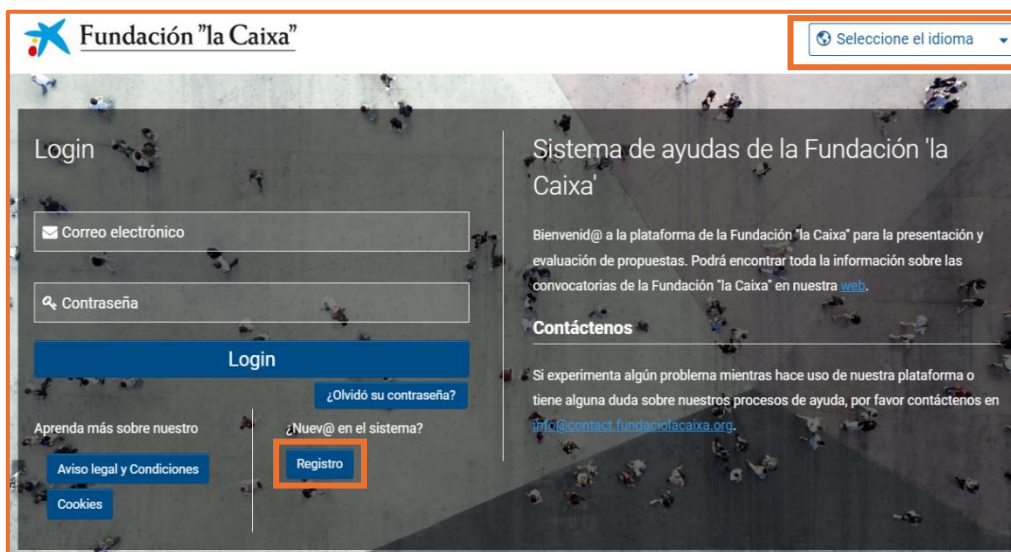 Fundación "la Caixa"
Seleccione el idioma
Login
Correo electrónico
Contraseña
Login
¿Olvidó su contraseña?
Aprenda más sobre nuestro
Aviso legal y Condiciones
Cookies
¿Nuev@ en el sistema?
Registro
Sistema de ayudas de la Fundación 'la
Caixa'
Bienvenid@ a la plataforma de la Fundación "la Caixa" para la presentación y
evaluación de propuestas. Podrá encontrar toda la información sobre las
convocatorias de la Fundación "la Caixa" en nuestra web.
Contáctenos
Si experimenta algún problema mientras hace uso de nuestra plataforma o
tiene alguna duda sobre nuestros procesos de ayuda, por favor contáctenos en
info@contact.fundaciolacaixa.org.